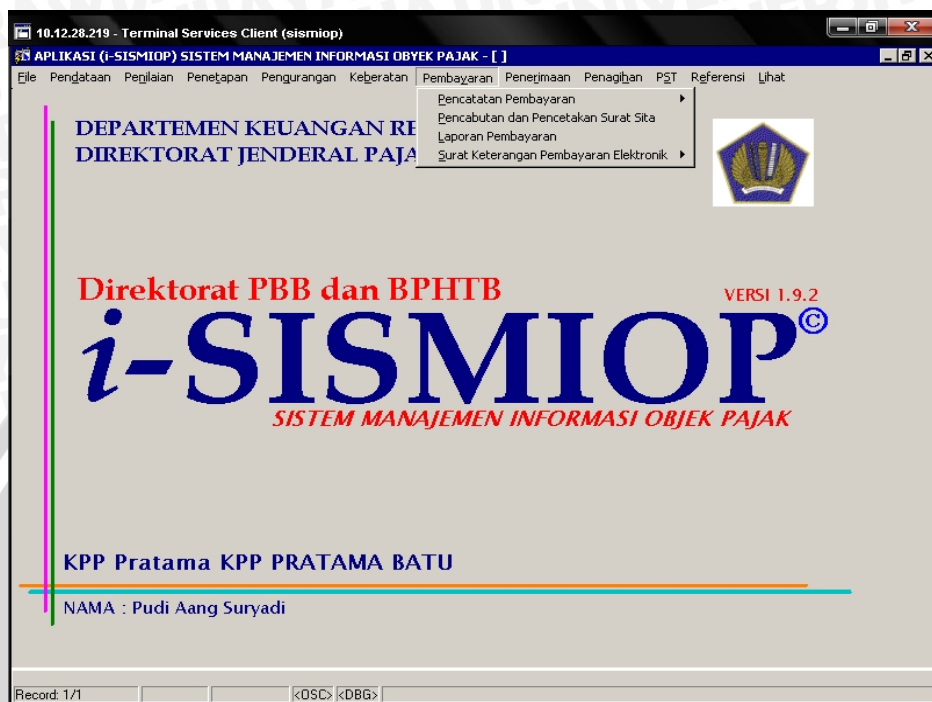 10.12.28.219 - Terminal Services Client (sismiop)
APLIKASI (i-SISMIOP) SISTEM MANAJEMEN INFORMASI OBYEK PAJAK - [ ]
File Pendataan Penilaian Penetapan Pengurangan Keberatan Pembayaran Penerimaan Penagihan PST Referensi Lihat
Pencatatan Pembayaran
Pencabutan dan Pencetakan Surat Sita
Laporan Pembayaran
Surat Keterangan Pembayaran Elektronik
DEPARTEMEN KEUANGAN RE
DIREKTORAT JENDERAL PAJA
Direktorat PBB dan BPHTB
VERSI 1.9.2
i-SISMIOP©
SISTEM MANAJEMEN INFORMASI OBJEK PAJAK
KPP Pratama KPP PRATAMA BATU
NAMA : Pudi Aang Suryadi
Record: 1/1 <OSC> <DBG>